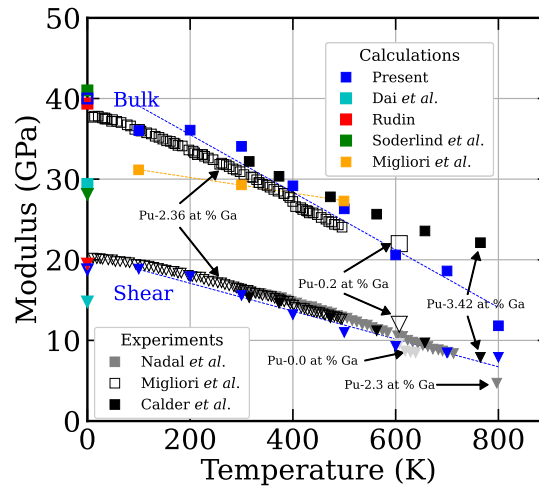 50
40
30
20
10
0
Modulus (GPa)
0
200
400
600
800
Temperature (K)
Bulk
Shear
Calculations
Present
Dai et al.
Rudin
Soderlind et al.
Migliori et al.
Pu-2.36 at % Ga
Pu-0.2 at % Ga
Pu-3.42 at % Ga
Pu-0.0 at % Ga
Pu-2.3 at % Ga
Experiments
Nadal et al.
Migliori et al.
Calder et al.